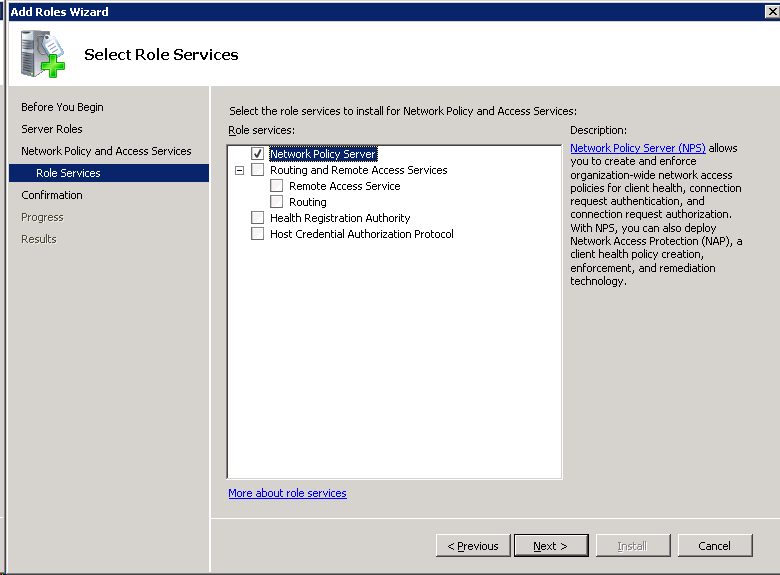 Add Roles Wizard
Select Role Services
Before You Begin
Server Roles
Network Policy and Access Services
Role Services
Confirmation
Progress
Results
Select the role services to install for Network Policy and Access Services:
Role services:
Network Policy Server
Routing and Remote Access Services
Remote Access Service
Routing
Health Registration Authority
Host Credential Authorization Protocol
More about role services
Description:
Network Policy Server (NPS) allows
you to create and enforce
organization-wide network access
policies for client health, connection
request authentication, and
connection request authorization.
With NPS, you can also deploy
Network Access Protection (NAP), a
client health policy creation,
enforcement, and remediation
technology.
< Previous
Next >
Install
Cancel